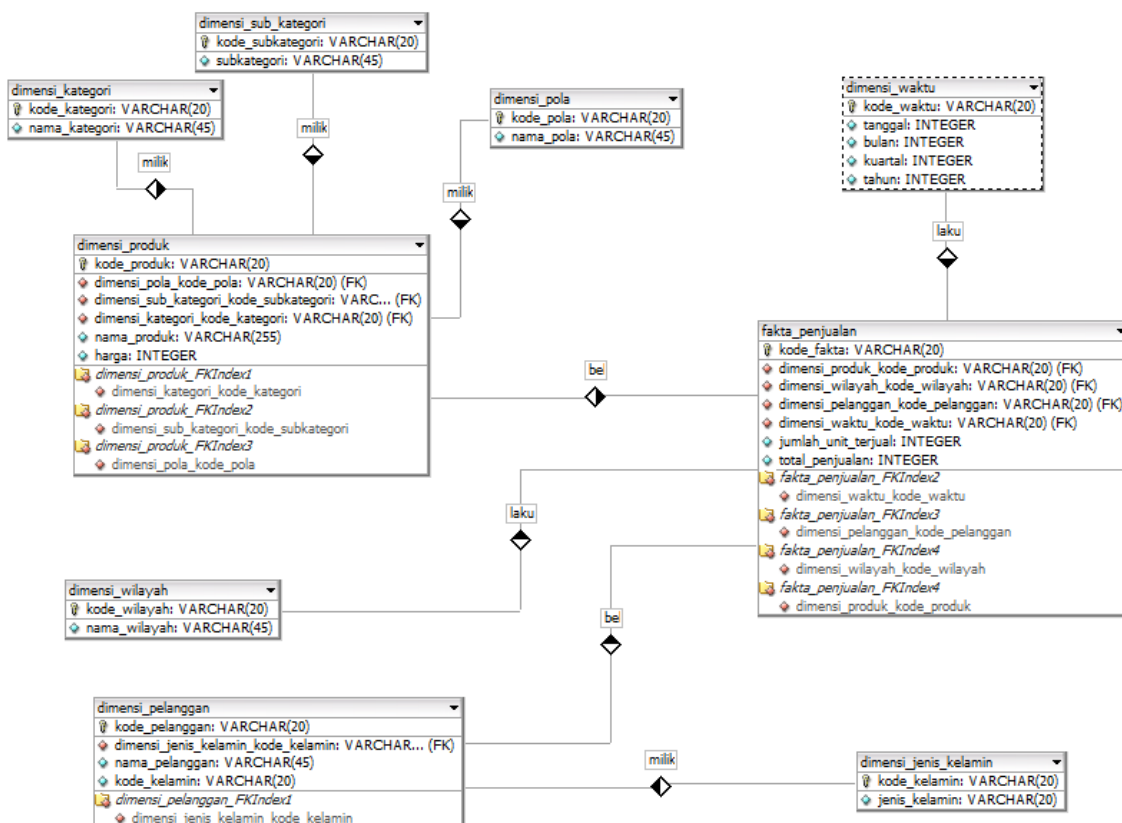 dimensi_sub_kategori
kode_subkategori: VARCHAR(20)
subkategori: VARCHAR(45)
dimensi_kategori
kode_kategori: VARCHAR(20)
nama_kategori: VARCHAR(45)
dimensi_pola
kode_pola: VARCHAR(20)
nama_pola: VARCHAR(45)
dimensi_waktu
kode_waktu: VARCHAR(20)
tanggal: INTEGER
bulan: INTEGER
kuartal: INTEGER
tahun: INTEGER
milik
milik
milik
laku
dimensi_produk
kode_produk: VARCHAR(20)
dimensi_pola_kode_pola: VARCHAR(20) (FK)
dimensi_sub_kategori_kode_subkategori: VARC... (FK)
dimensi_kategori_kode_kategori: VARCHAR(20) (FK)
nama_produk: VARCHAR(255)
harga: INTEGER
dimensi_produk_FKIndex1
dimensi_kategori_kode_kategori
dimensi_produk_FKIndex2
dimensi_sub_kategori_kode_subkategori
dimensi_produk_FKIndex3
dimensi_pola_kode_pola
bel
fakta_penjualan
kode_fakta: VARCHAR(20)
dimensi_produk_kode_produk: VARCHAR(20) (FK)
dimensi_wilayah_kode_wilayah: VARCHAR(20) (FK)
dimensi_pelanggan_kode_pelanggan: VARCHAR(20) (FK)
dimensi_waktu_kode_waktu: VARCHAR(20) (FK)
jumlah_unit_terjual: INTEGER
total_penjualan: INTEGER
fakta_penjualan_FKIndex2
dimensi_waktu_kode_waktu
fakta_penjualan_FKIndex3
dimensi_pelanggan_kode_pelanggan
fakta_penjualan_FKIndex4
dimensi_wilayah_kode_wilayah
fakta_penjualan_FKIndex4
dimensi_produk_kode_produk
laku
dimensi_wilayah
kode_wilayah: VARCHAR(20)
nama_wilayah: VARCHAR(45)
bel
dimensi_pelanggan
kode_pelanggan: VARCHAR(20)
dimensi_jenis_kelamin_kode_kelamin: VARCHAR... (FK)
nama_pelanggan: VARCHAR(45)
kode_kelamin: VARCHAR(20)
dimensi_pelanggan_FKIndex1
dimensi_jenis_kelamin_kode_kelamin
milik
dimensi_jenis_kelamin
kode_kelamin: VARCHAR(20)
jenis_kelamin: VARCHAR(20)